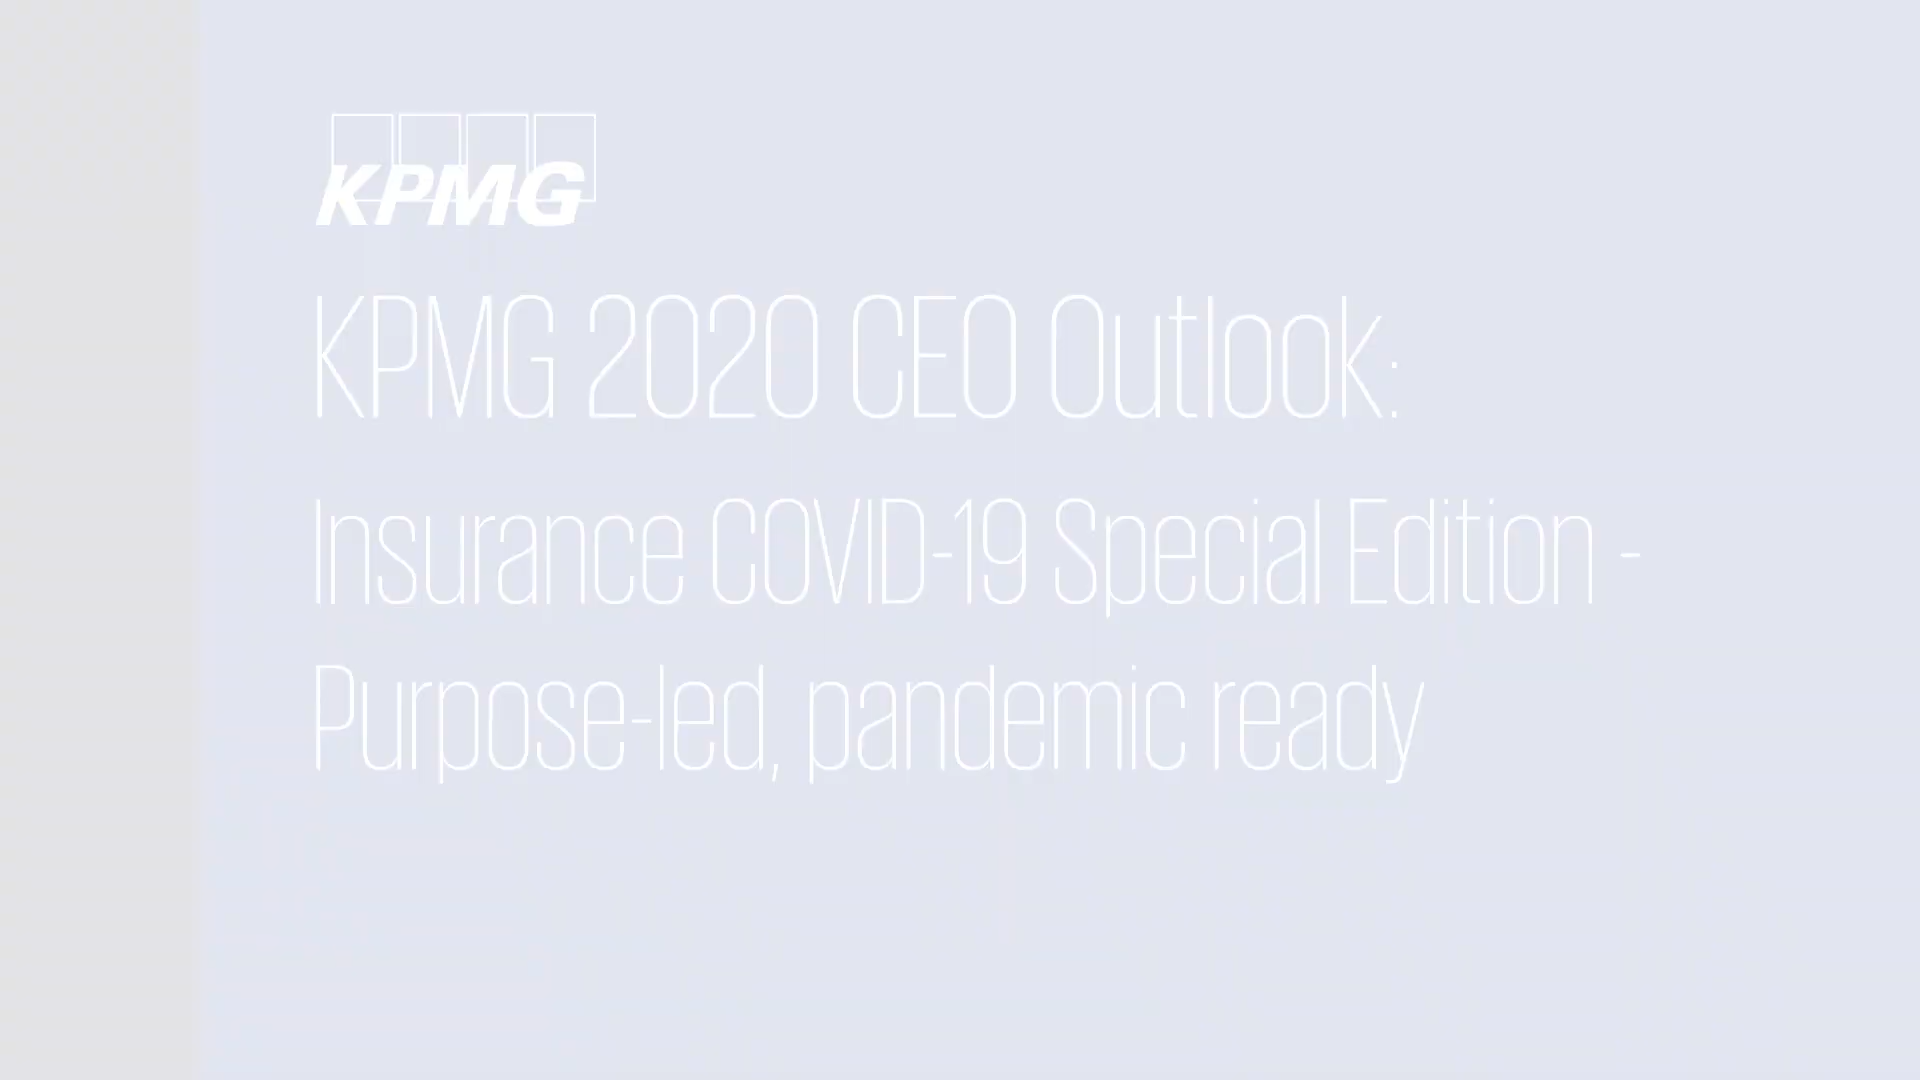 KPMG
KPMG 2020 CEO Outlook:
Insurance COVID-19 Special Edition -
Purpose-led, pandemic ready